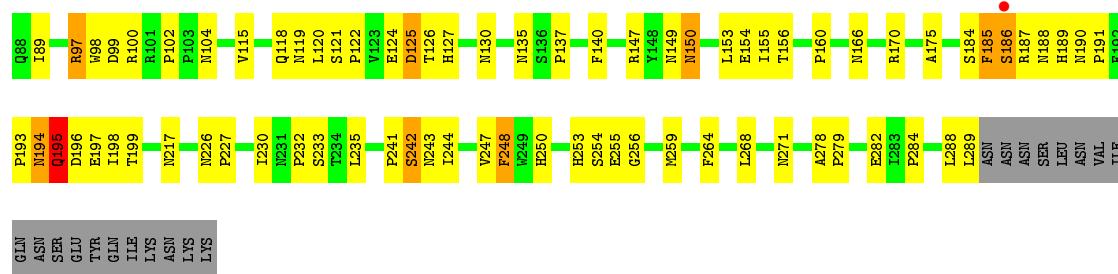 Q88 I89 R97 W98 D99 R100 R101 P102 P103 N104 V115 Q118 N119 L120 S121 P122 V123 E124 D125 T126 H127 N130 N135 S136 P137 F140 R147 Y148 N149 N150 L153 E154 I155 T156 P160 N166 R170 A175 S184 F185 S186 R187 N188 H189 N190 P191
P193 N194 Q195 D196 E197 I198 T199 N217 N226 P227 I230 N231 P232 S233 T234 L235 P241 S242 N243 I244 V247 F248 W249 H250 H253 S254 E255 G256 M259 F264 L268 N271 A278 P279 E282 I283 P284 L288 L289 ASN ASN ASN SER LEU ASN VAL ILE
GLN ASN SER GLU TYR GLN ILE LYS ASN LYS LYS